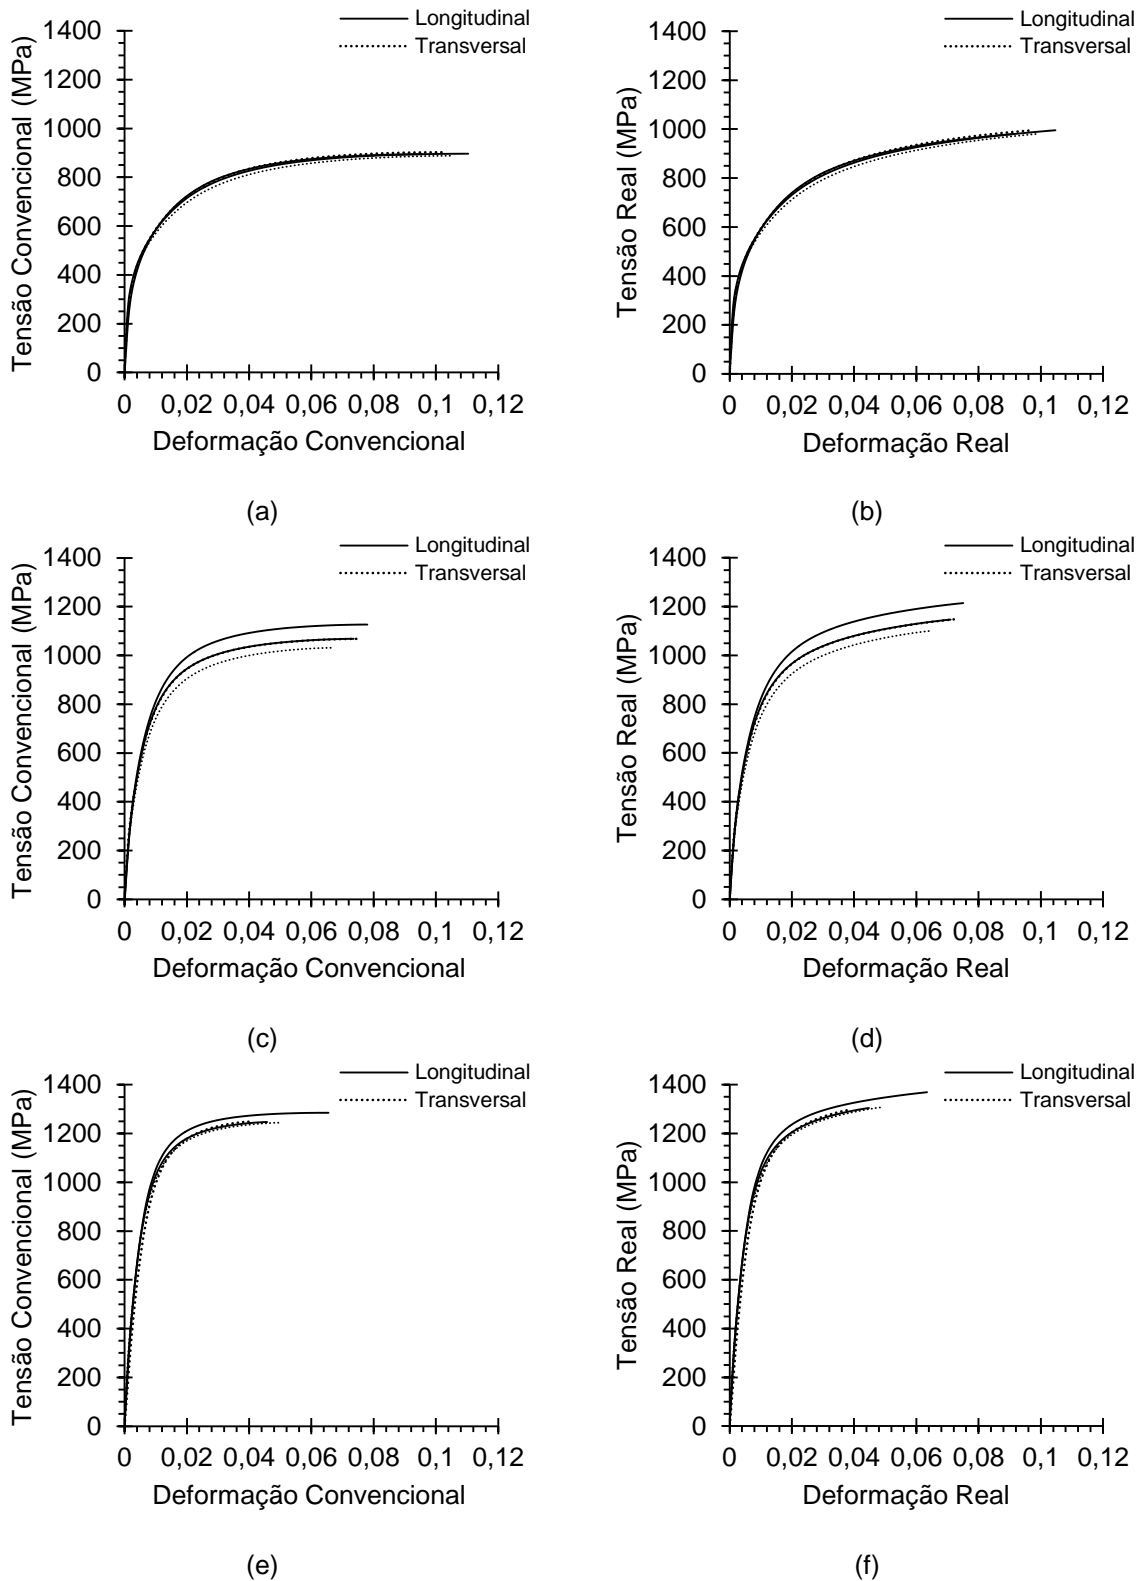 Longitudinal
Transversal
1400
1200
1000
800
600
400
200
0
Tensão Convencional (MPa)
0 0,02 0,04 0,06 0,08 0,1 0,12
Deformação Convencional
(a)
Longitudinal
Transversal
1400
1200
1000
800
600
400
200
0
Tensão Real (MPa)
0 0,02 0,04 0,06 0,08 0,1 0,12
Deformação Real
(b)
Longitudinal
Transversal
1400
1200
1000
800
600
400
200
0
Tensão Convencional (MPa)
0 0,02 0,04 0,06 0,08 0,1 0,12
Deformação Convencional
(c)
Longitudinal
Transversal
1400
1200
1000
800
600
400
200
0
Tensão Real (MPa)
0 0,02 0,04 0,06 0,08 0,1 0,12
Deformação Real
(d)
Longitudinal
Transversal
1400
1200
1000
800
600
400
200
0
Tensão Convencional (MPa)
0 0,02 0,04 0,06 0,08 0,1 0,12
Deformação Convencional
(e)
Longitudinal
Transversal
1400
1200
1000
800
600
400
200
0
Tensão Real (MPa)
0 0,02 0,04 0,06 0,08 0,1 0,12
Deformação Real
(f)